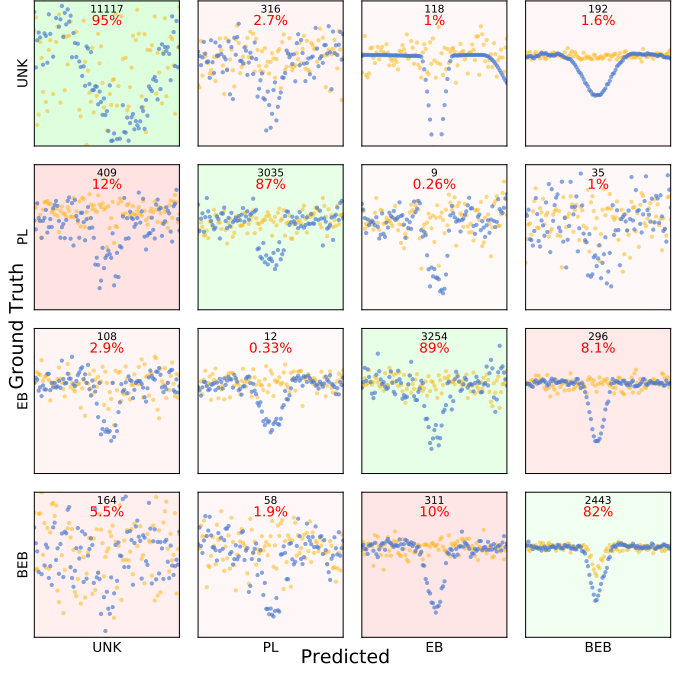 11117 316 118 192
95% 2.7% 1% 1.6%
UNK
409 3035 9 35
12% 87% 0.26% 1%
PL
Ground Truth
108 12 3254 296
2.9% 0.33% 89% 8.1%
EB
164 58 311 2443
5.5% 1.9% 10% 82%
BEB
UNK PL EB BEB
Predicted